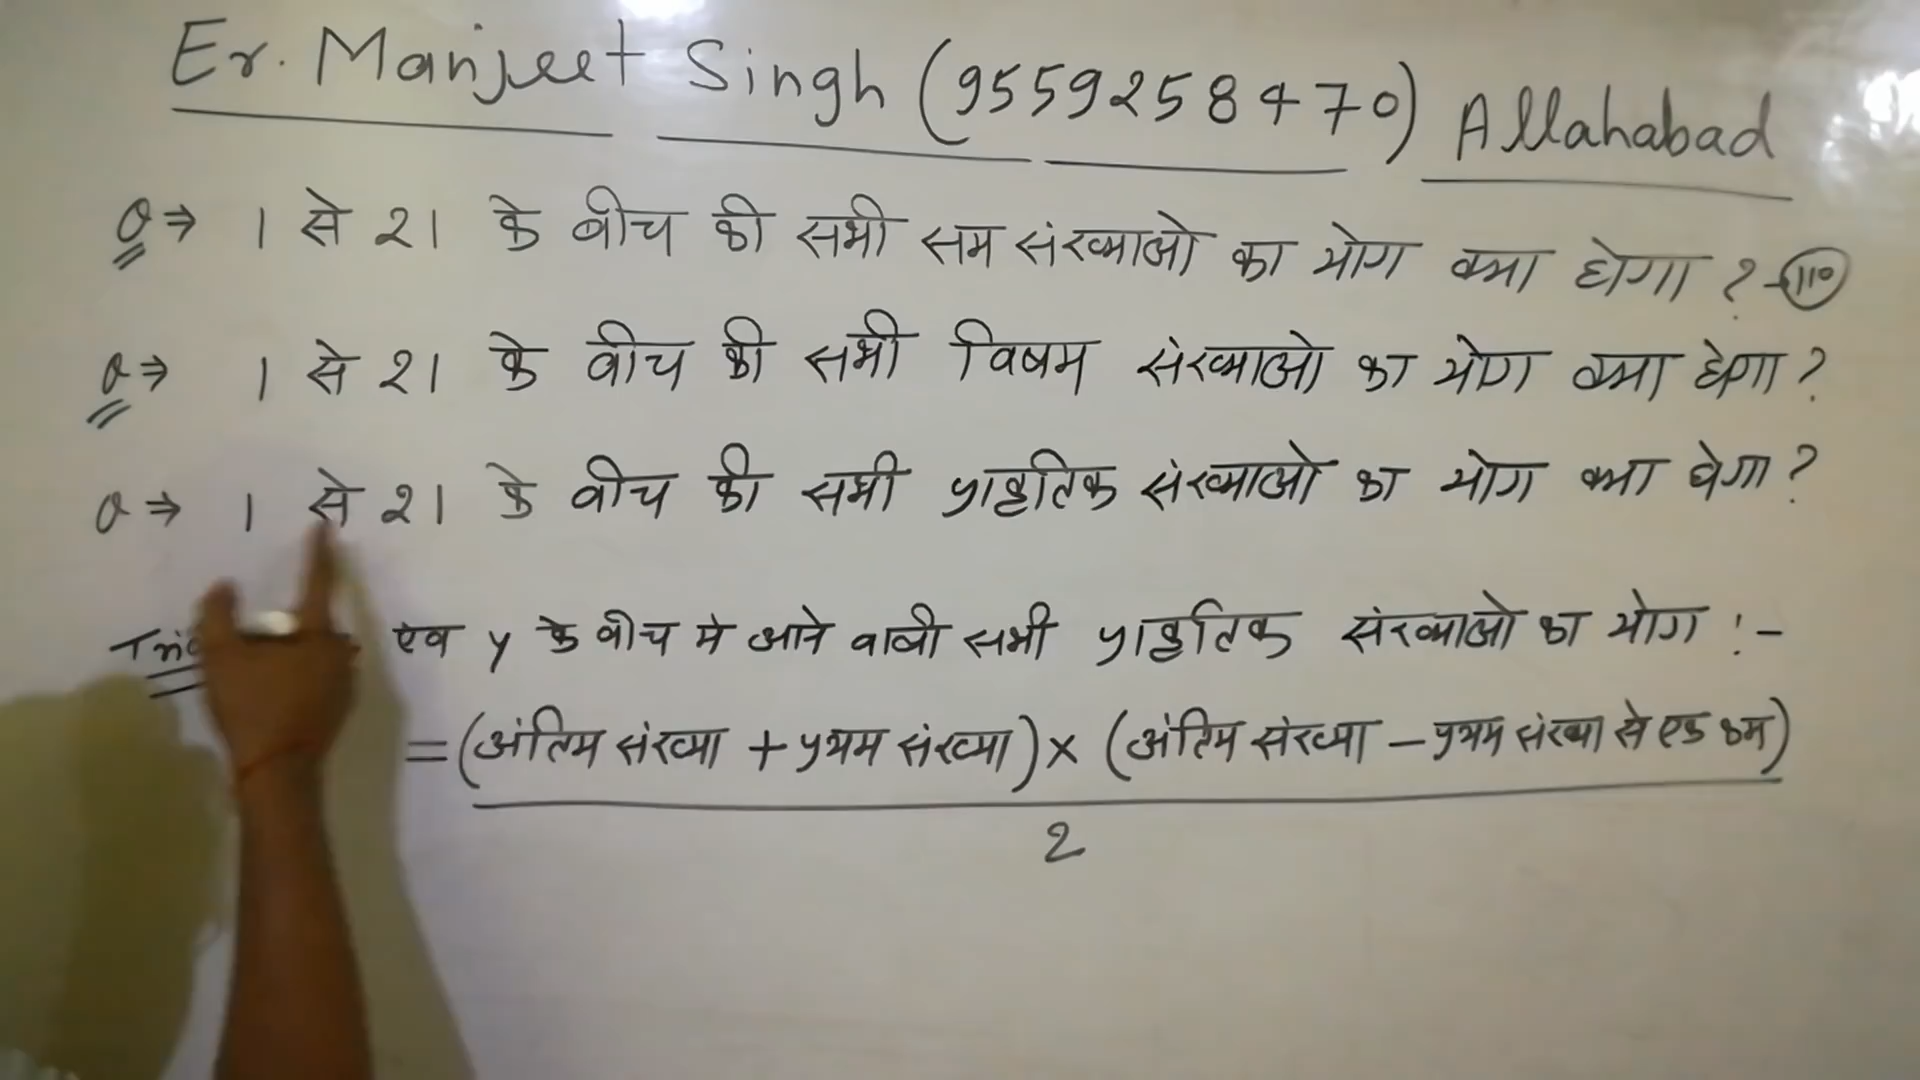 Er. Manjeet Singh (9559258470) Allahabad
Q⇒ 1 से 21 के बीच की सभी सम संख्याओ का योग क्या होगा ? - 110
Q⇒ 1 से 21 के बीच की सभी विषम संख्याओ का योग क्या होगा ?
Q⇒ 1 से 21 के बीच की सभी प्राकृतिक संख्याओ का योग क्या होगा ?
एवं y के बीच मे आने वाली सभी प्राकृतिक संख्याओ का योग :-
= (अंतिम संख्या + प्रथम संख्या) × (अंतिम संख्या - प्रथम संख्या से एक कम)
2